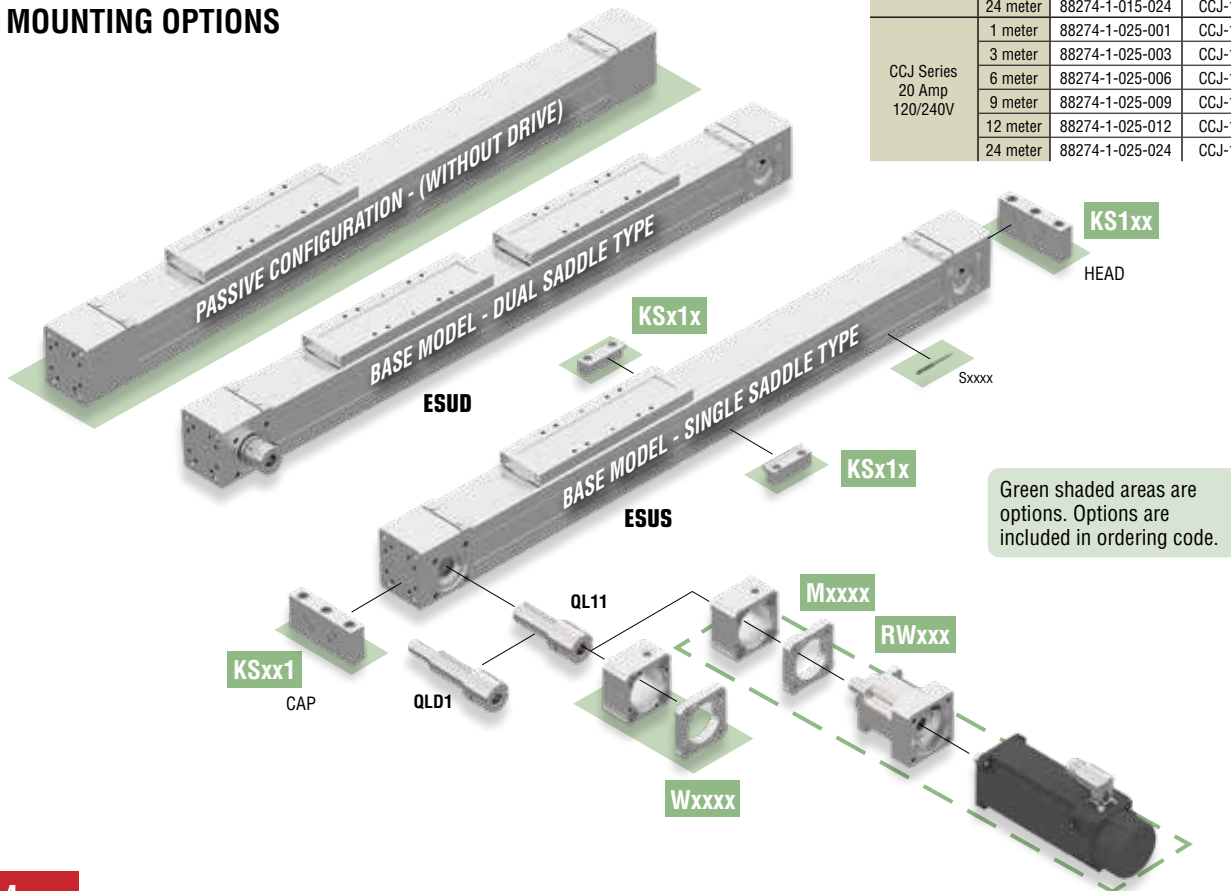 MOUNTING OPTIONS
24 meter 88274-1-015-024
CCJ Series
20 Amp
120/240V
1 meter 88274-1-025-001
3 meter 88274-1-025-003
6 meter 88274-1-025-006
9 meter 88274-1-025-009
12 meter 88274-1-025-012
24 meter 88274-1-025-024
PASSIVE CONFIGURATION - (WITHOUT DRIVE)
BASE MODEL - DUAL SADDLE TYPE
ESUD
KS1xx
HEAD
KSx1x
Sxxxx
BASE MODEL - SINGLE SADDLE TYPE
KSx1x
ESUS
Green shaded areas are
options. Options are
included in ordering code.
QL11
Mxxxx
RWxxx
KSxx1
CAP
QLD1
Wxxxx